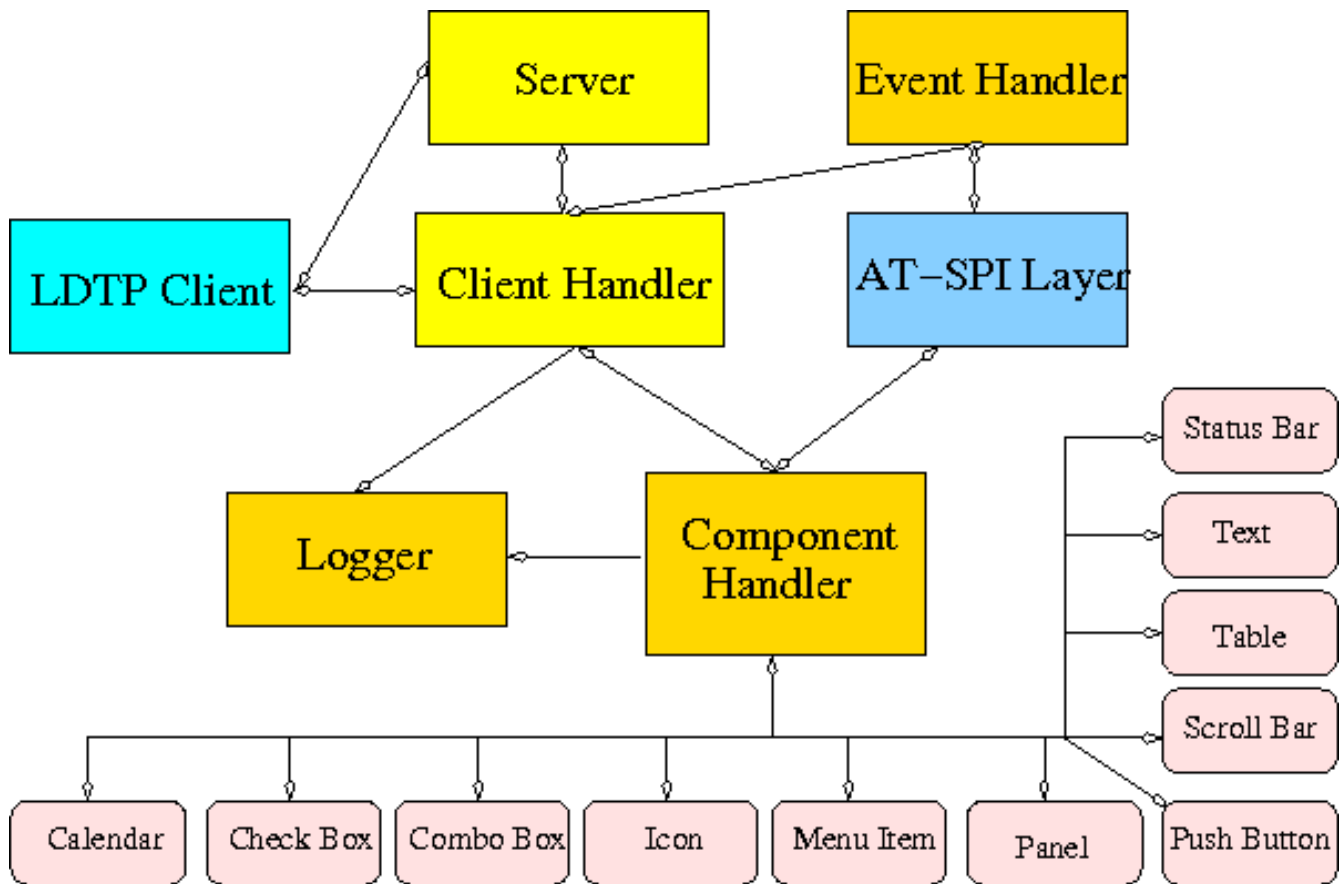 Server
Event Handler
LDTP Client
Client Handler
AT-SPI Layer
Status Bar
Logger
Component
Handler
Text
Table
Scroll Bar
Calendar
Check Box
Combo Box
Icon
Menu Item
Panel
Push Button